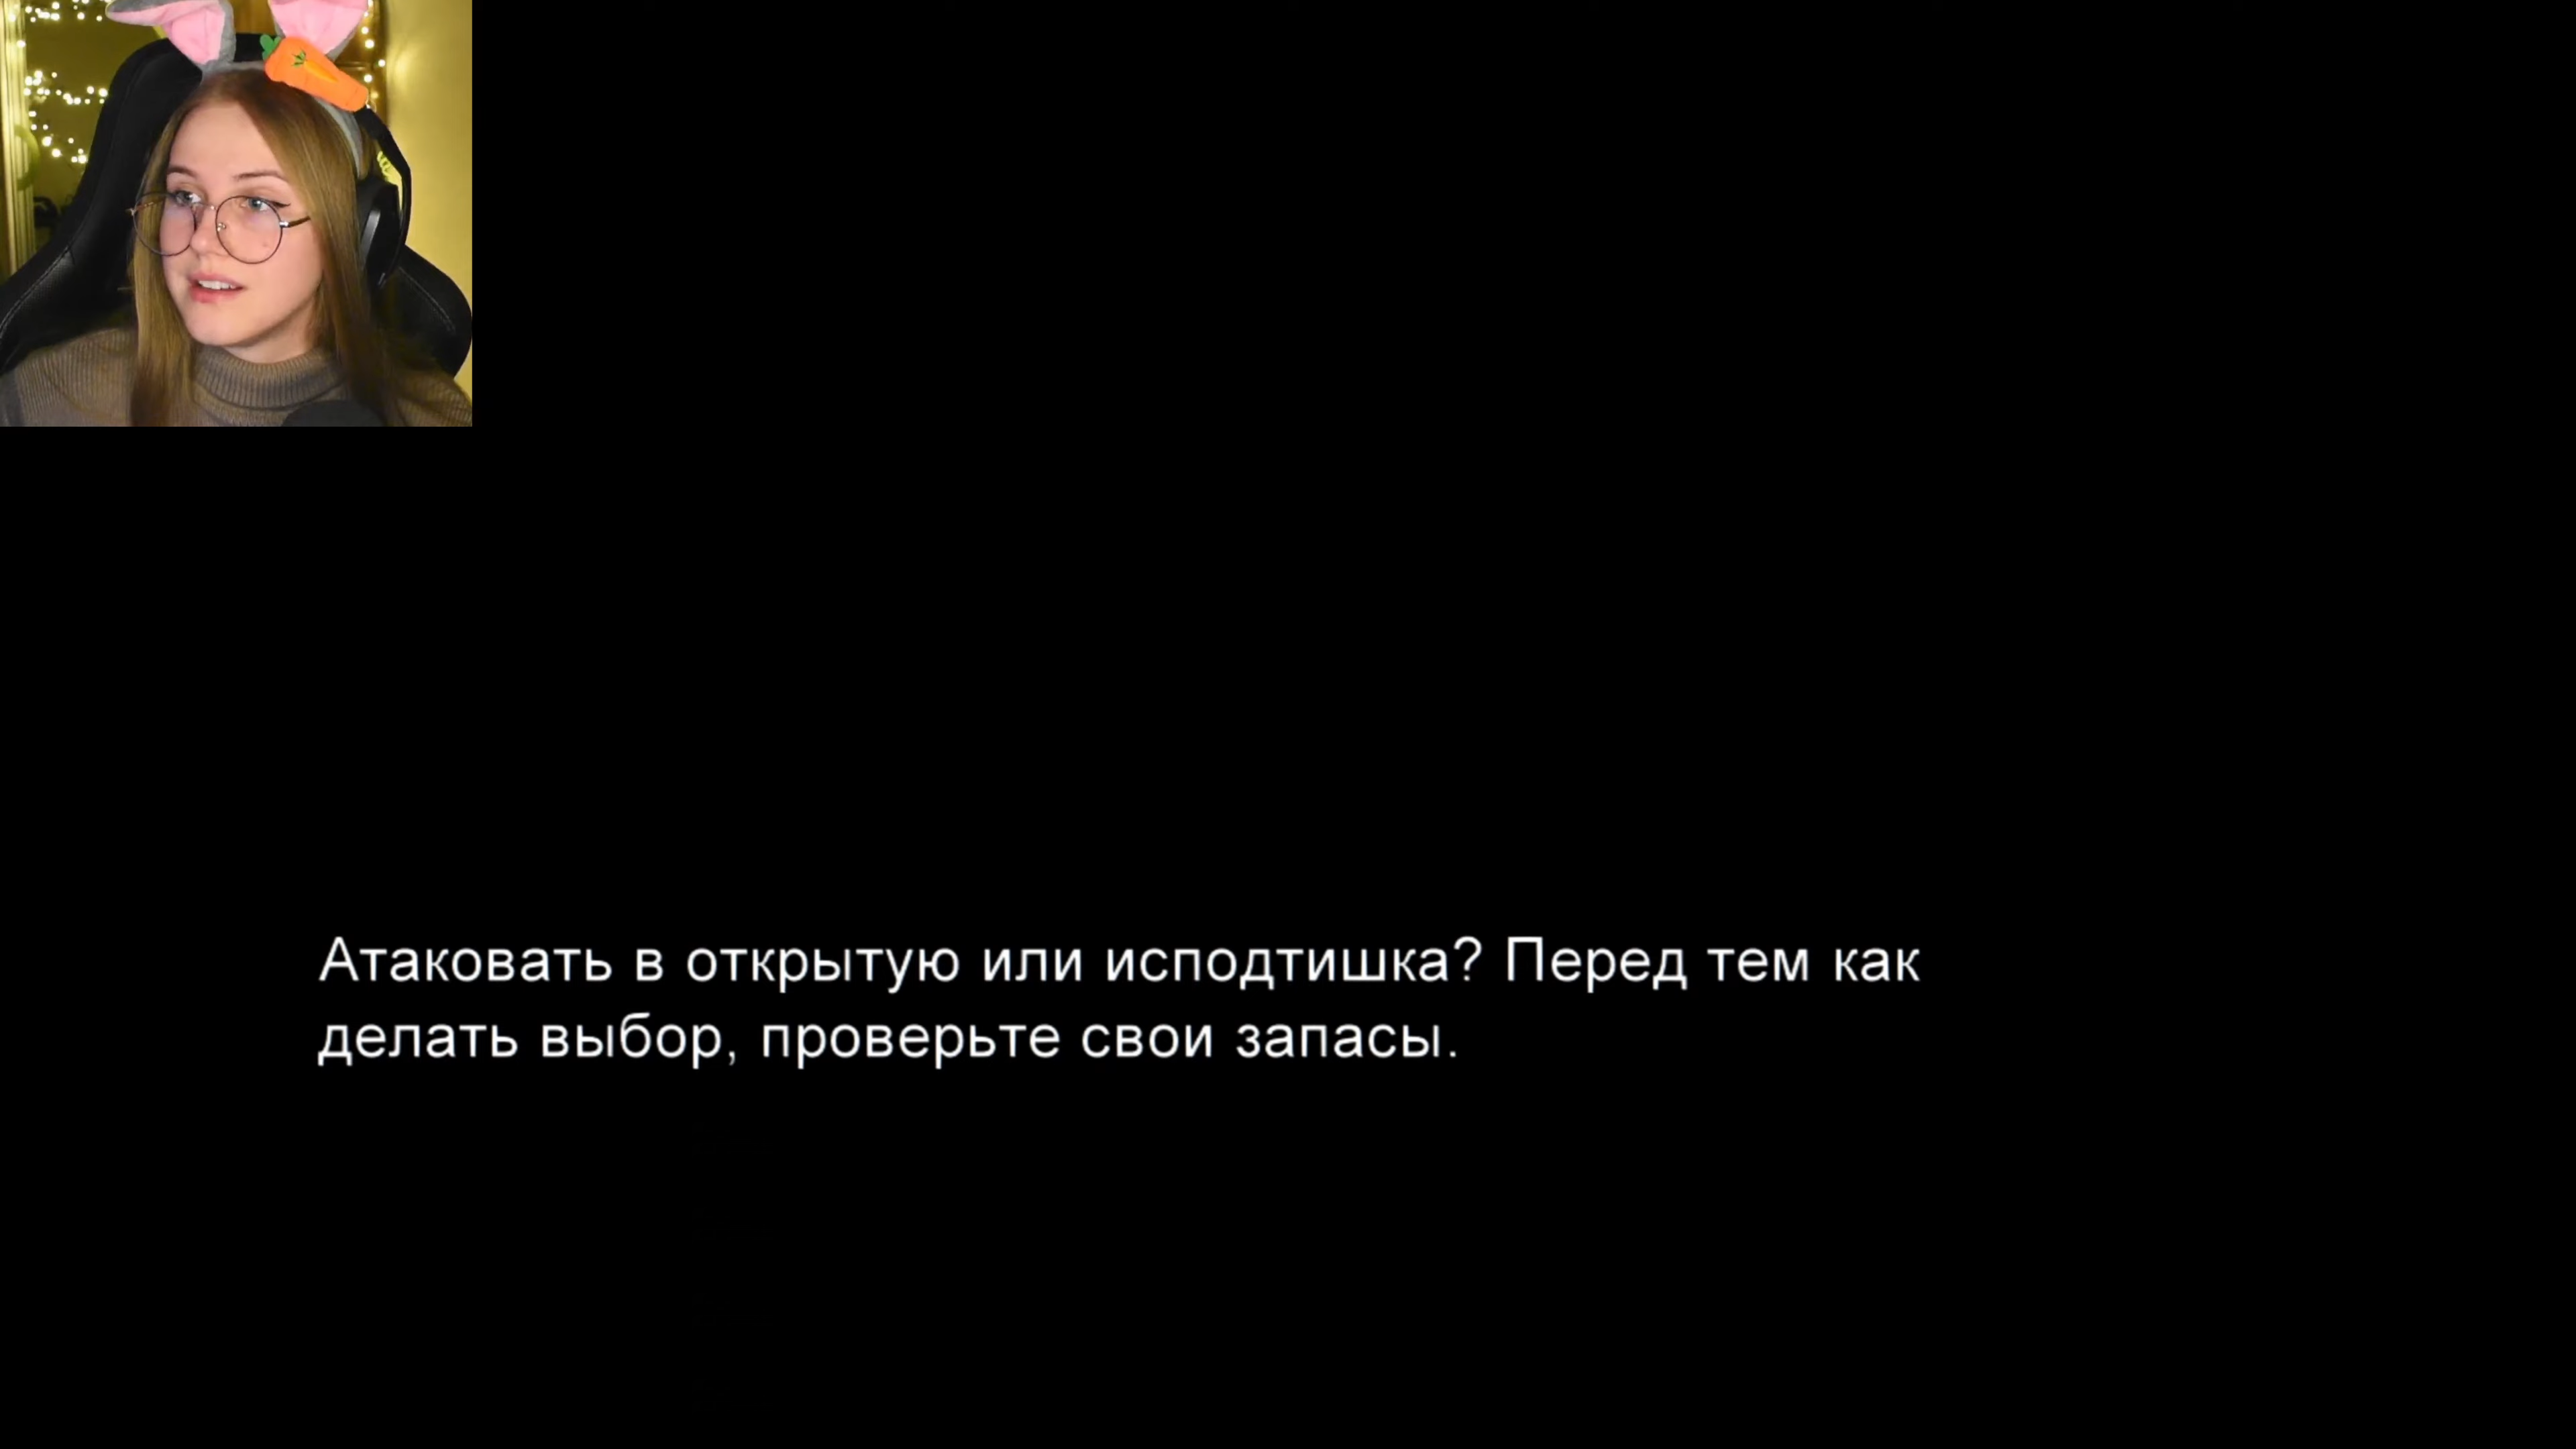 Атаковать в открытую или исподтишка? Перед тем как
делать выбор, проверьте свои запасы.